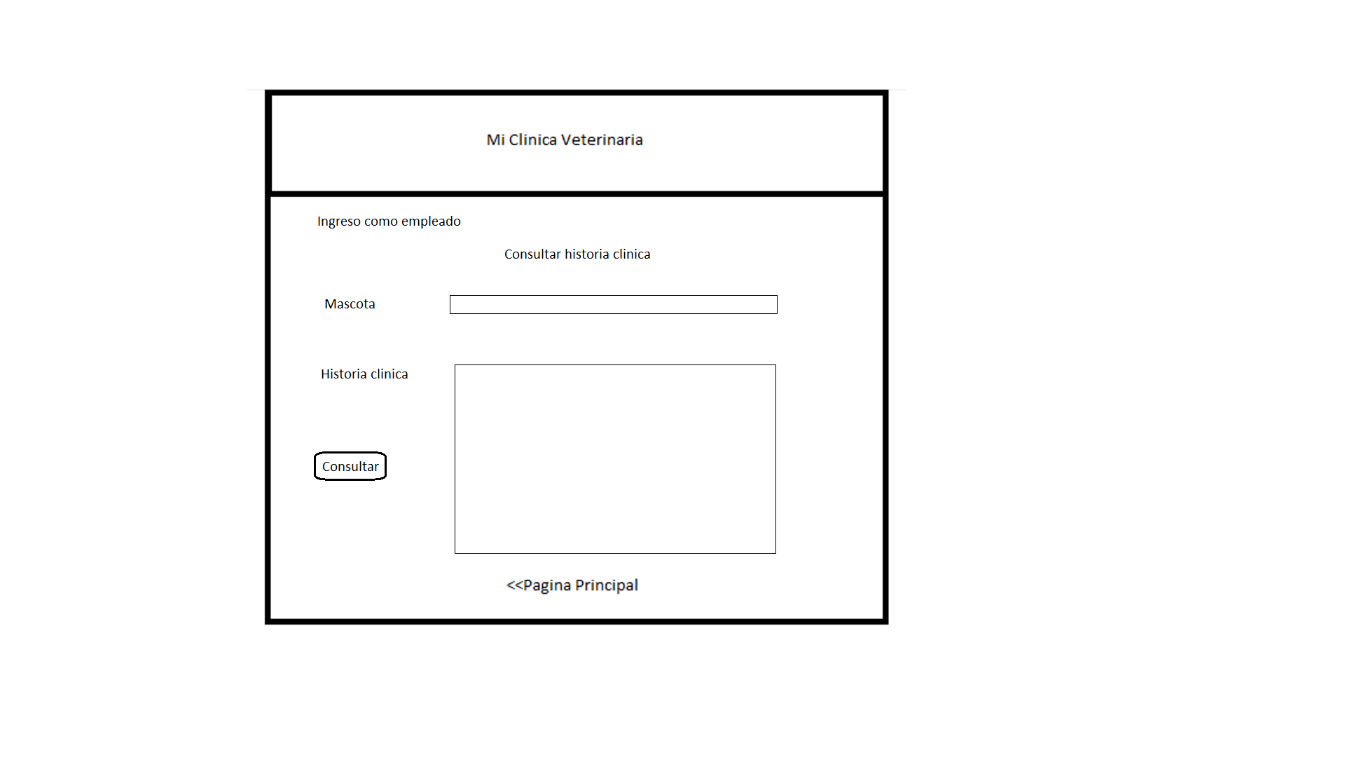 Mi Clinica Veterinaria
Ingreso como empleado
Consultar historia clinica
Mascota
Historia clinica
Consultar
<<Pagina Principal